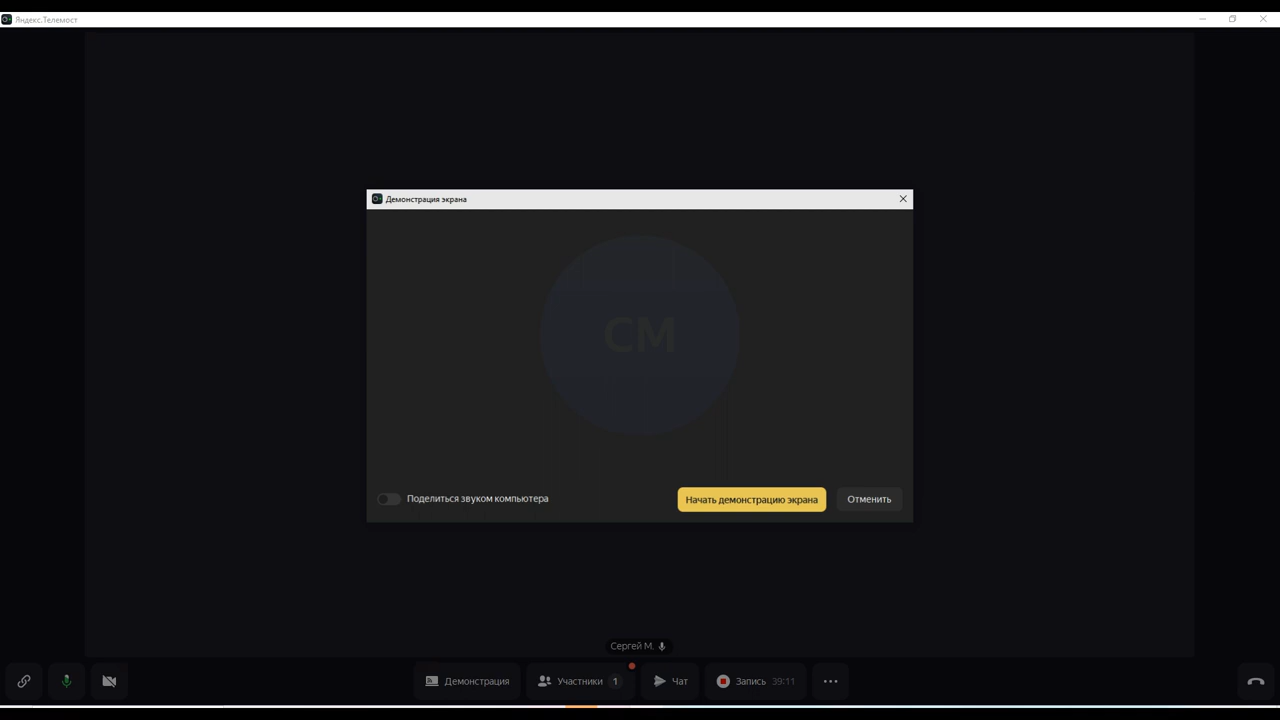 Яндекс.Телемост
Демонстрация экрана
СМ
Поделиться звуком компьютера
Начать демонстрацию экрана
Отменить
Сергей М.
Демонстрация
Участники 1
Чат
Запись 39:11